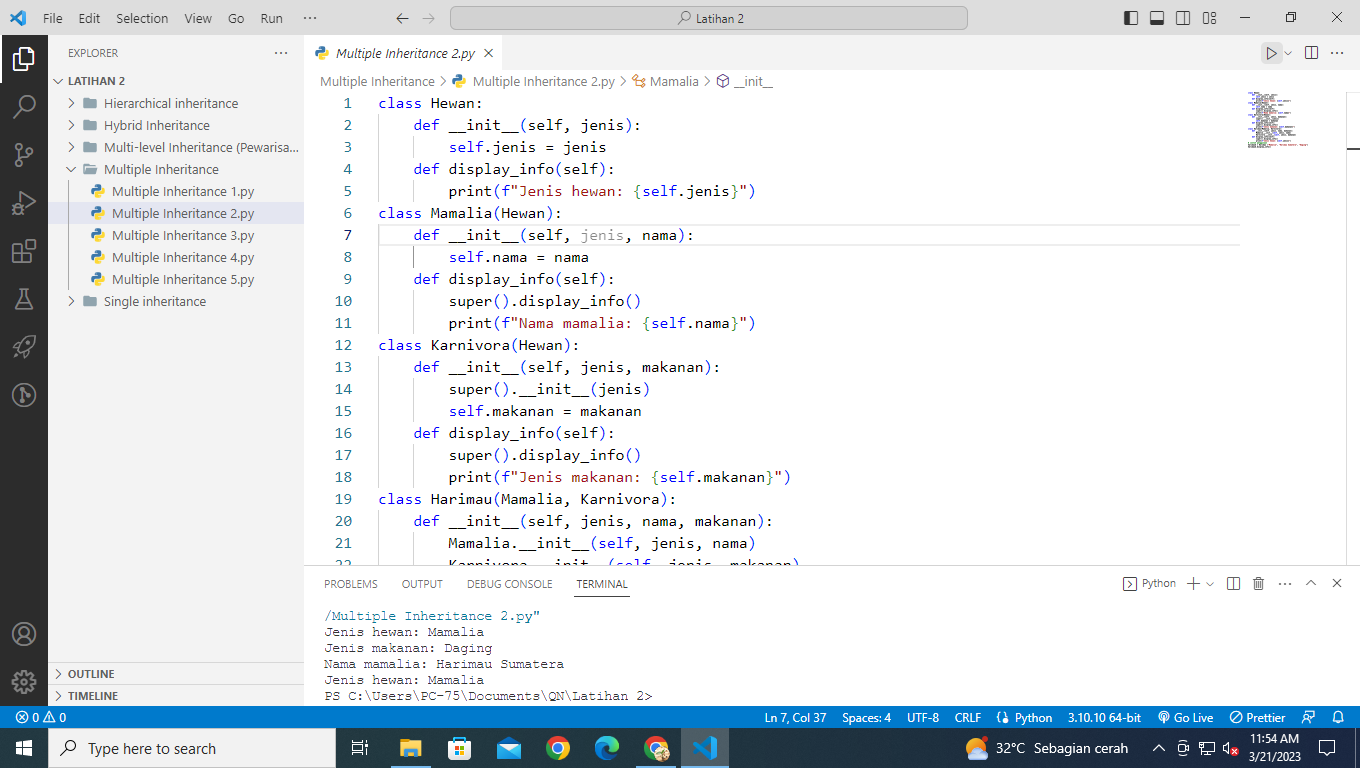 File Edit Selection View Go Run ··· Latihan 2
EXPLORER ···
LATIHAN 2
Hierarchical inheritance
Hybrid Inheritance
Multi-level Inheritance (Pewarisa...
Multiple Inheritance
Multiple Inheritance 1.py
Multiple Inheritance 2.py
Multiple Inheritance 3.py
Multiple Inheritance 4.py
Multiple Inheritance 5.py
Single inheritance
OUTLINE
TIMELINE
Multiple Inheritance 2.py
Multiple Inheritance > Multiple Inheritance 2.py > Mamalia > __init__
1 class Hewan:
2     def __init__(self, jenis):
3         self.jenis = jenis
4     def display_info(self):
5         print(f"Jenis hewan: {self.jenis}")
6 class Mamalia(Hewan):
7     def __init__(self, jenis, nama):
8         self.nama = nama
9     def display_info(self):
10         super().display_info()
11         print(f"Nama mamalia: {self.nama}")
12 class Karnivora(Hewan):
13     def __init__(self, jenis, makanan):
14         super().__init__(jenis)
15         self.makanan = makanan
16     def display_info(self):
17         super().display_info()
18         print(f"Jenis makanan: {self.makanan}")
19 class Harimau(Mamalia, Karnivora):
20     def __init__(self, jenis, nama, makanan):
21         Mamalia.__init__(self, jenis, nama)
22         Karnivora.__init__(self, jenis, makanan)
PROBLEMS OUTPUT DEBUG CONSOLE TERMINAL Python
/Multiple Inheritance 2.py"
Jenis hewan: Mamalia
Jenis makanan: Daging
Nama mamalia: Harimau Sumatera
Jenis hewan: Mamalia
PS C:\Users\PC-75\Documents\QN\Latihan 2>
0 0 Ln 7, Col 37 Spaces: 4 UTF-8 CRLF Python 3.10.10 64-bit Go Live Prettier
Type here to search 32°C Sebagian cerah 11:54 AM
3/21/2023